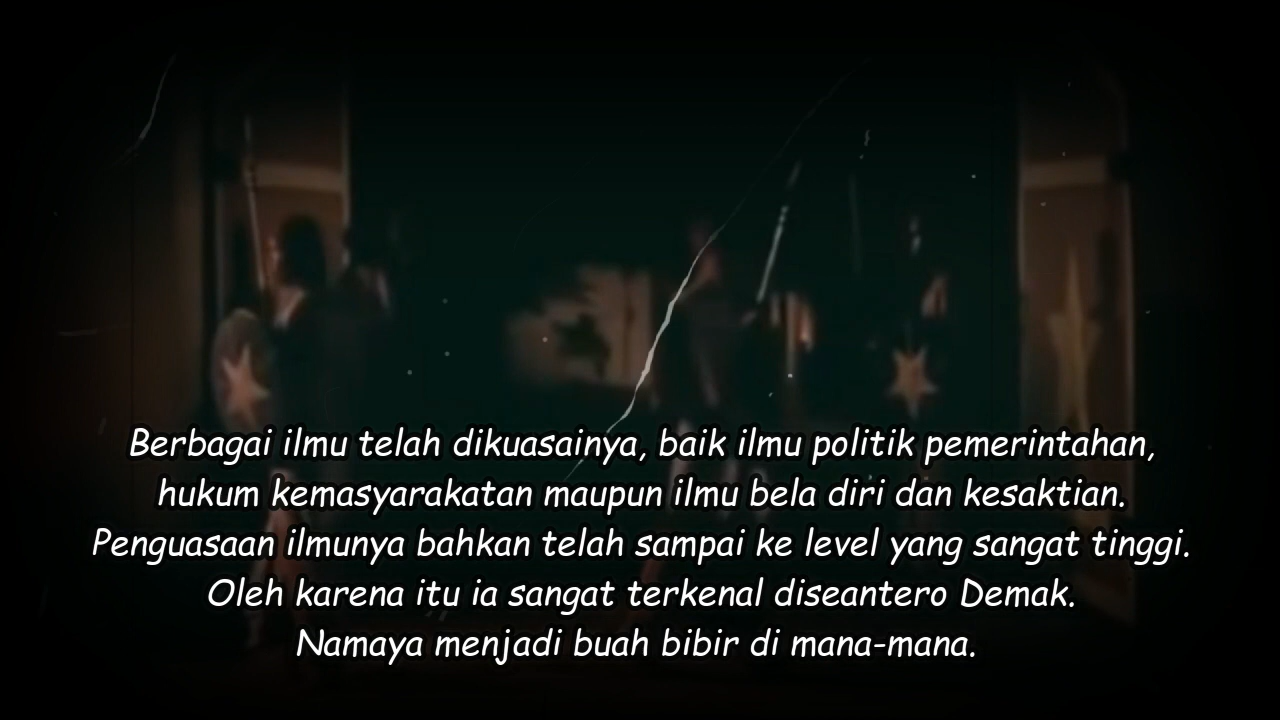 Berbagai ilmu telah dikuasainya, baik ilmu politik pemerintahan,
hukum kemasyarakatan maupun ilmu bela diri dan kesaktian.
Penguasaan ilmunya bahkan telah sampai ke level yang sangat tinggi.
Oleh karena itu ia sangat terkenal diseantero Demak.
Namaya menjadi buah bibir di mana-mana.